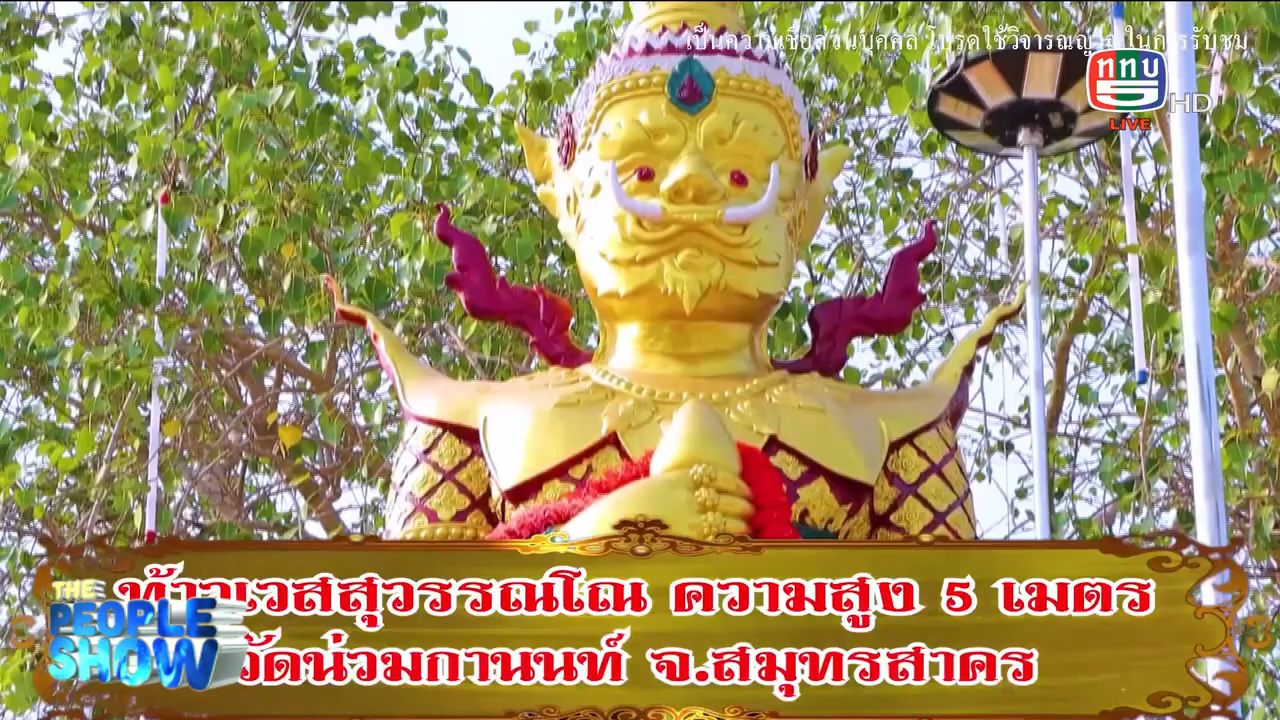 เป็นความเชื่อส่วนบุคคล โปรดใช้วิจารณญาณในการรับชม
ททบ
5
HD
LIVE
ท้าวเวสสุวรรณโณ ความสูง 5 เมตร
วัดน่วมกานนท์ จ.สมุทรสาคร
THE
PEOPLE
SHOW